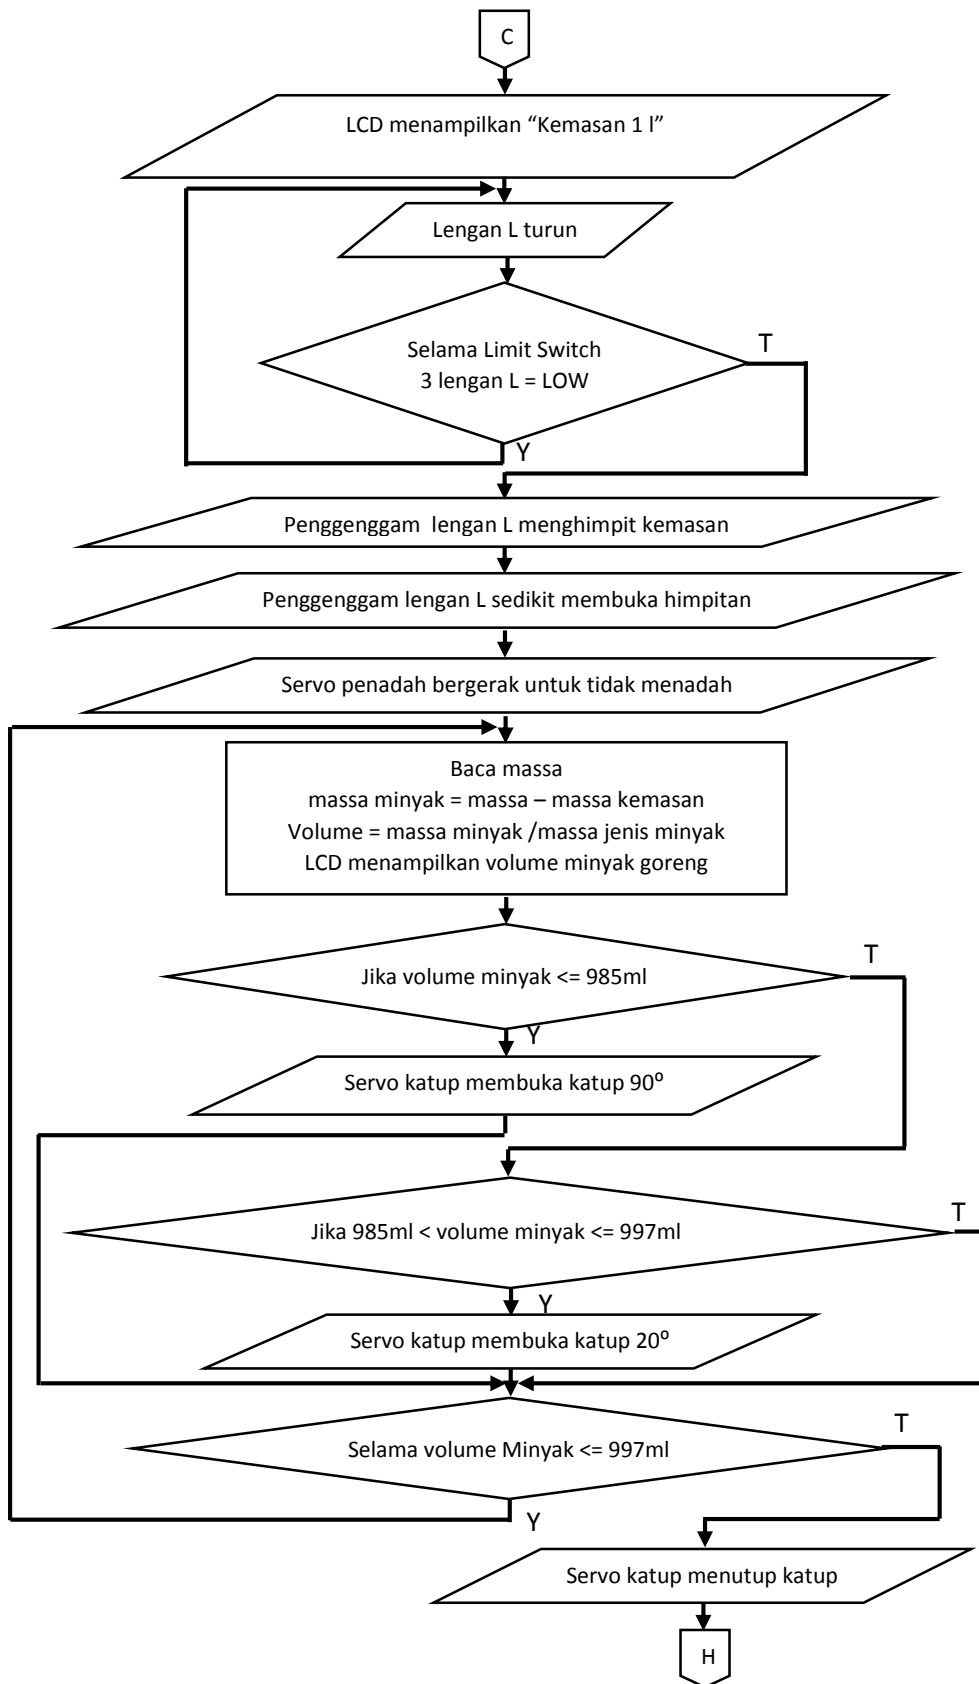 C
LCD menampilkan “Kemasan 1 l”
Lengan L turun
Selama Limit Switch
3 lengan L = LOW
T
Y
Penggenggam lengan L menghimpit kemasan
Penggenggam lengan L sedikit membuka himpitan
Servo penadah bergerak untuk tidak menadah
Baca massa
massa minyak = massa – massa kemasan
Volume = massa minyak /massa jenis minyak
LCD menampilkan volume minyak goreng
Jika volume minyak <= 985ml
T
Y
Servo katup membuka katup 90⁰
Jika 985ml < volume minyak <= 997ml
T
Y
Servo katup membuka katup 20⁰
Selama volume Minyak <= 997ml
T
Y
Servo katup menutup katup
H